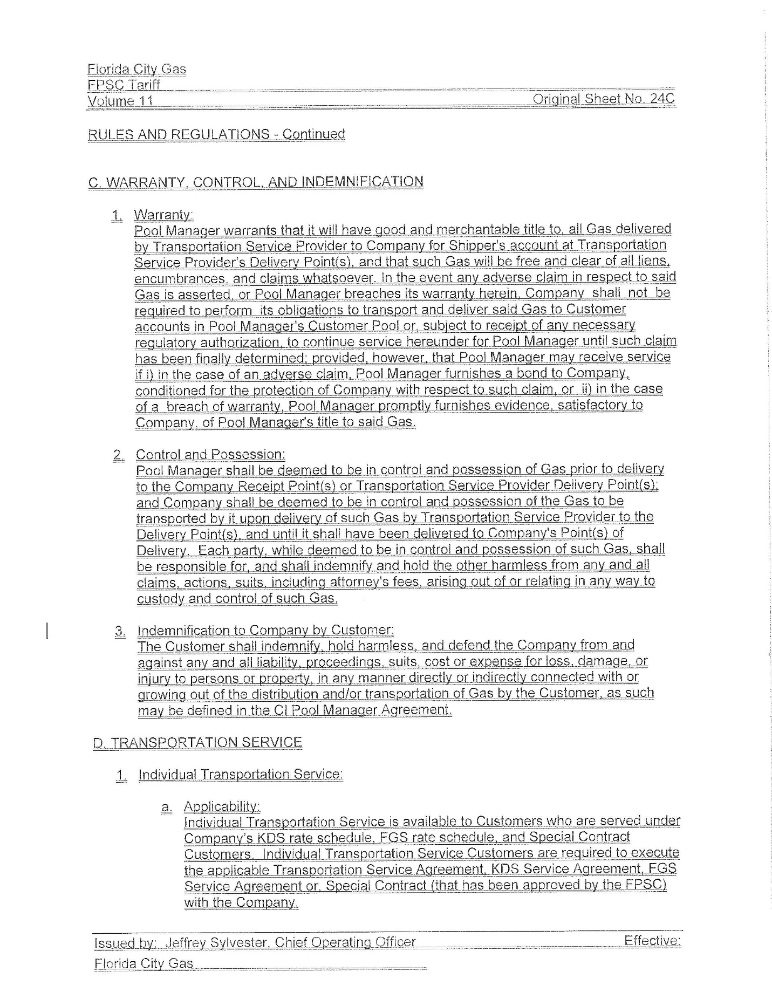 Florida City Gas
FPSC Tariff
Volume 11 Original Sheet No. 24C
RULES AND REGULATIONS - Continued
C. WARRANTY, CONTROL, AND INDEMNIFICATION
1. Warranty:
Pool Manager warrants that it will have good and merchantable title to, all Gas delivered
by Transportation Service Provider to Company for Shipper's account at Transportation
Service Provider's Delivery Point(s), and that such Gas will be free and clear of all liens,
encumbrances, and claims whatsoever. In the event any adverse claim in respect to said
Gas is asserted, or Pool Manager breaches its warranty herein, Company shall not be
required to perform its obligations to transport and deliver said Gas to Customer
accounts in Pool Manager's Customer Pool or, subject to receipt of any necessary
regulatory authorization, to continue service hereunder for Pool Manager until such claim
has been finally determined; provided, however, that Pool Manager may receive service
if i) in the case of an adverse claim, Pool Manager furnishes a bond to Company,
conditioned for the protection of Company with respect to such claim, or ii) in the case
of a breach of warranty, Pool Manager promptly furnishes evidence, satisfactory to
Company, of Pool Manager's title to said Gas.
2. Control and Possession:
Pool Manager shall be deemed to be in control and possession of Gas prior to delivery
to the Company Receipt Point(s) or Transportation Service Provider Delivery Point(s);
and Company shall be deemed to be in control and possession of the Gas to be
transported by it upon delivery of such Gas by Transportation Service Provider to the
Delivery Point(s), and until it shall have been delivered to Company's Point(s) of
Delivery. Each party, while deemed to be in control and possession of such Gas, shall
be responsible for, and shall indemnify and hold the other harmless from any and all
claims, actions, suits, including attorney's fees, arising out of or relating in any way to
custody and control of such Gas.
3. Indemnification to Company by Customer:
The Customer shall indemnify, hold harmless, and defend the Company from and
against any and all liability, proceedings, suits, cost or expense for loss, damage, or
injury to persons or property, in any manner directly or indirectly connected with or
growing out of the distribution and/or transportation of Gas by the Customer, as such
may be defined in the CI Pool Manager Agreement.
D. TRANSPORTATION SERVICE
1. Individual Transportation Service:
a. Applicability:
Individual Transportation Service is available to Customers who are served under
Company's KDS rate schedule, FGS rate schedule, and Special Contract
Customers. Individual Transportation Service Customers are required to execute
the applicable Transportation Service Agreement, KDS Service Agreement, FGS
Service Agreement or, Special Contract (that has been approved by the FPSC)
with the Company.
Issued by: Jeffrey Sylvester, Chief Operating Officer Effective:
Florida City Gas